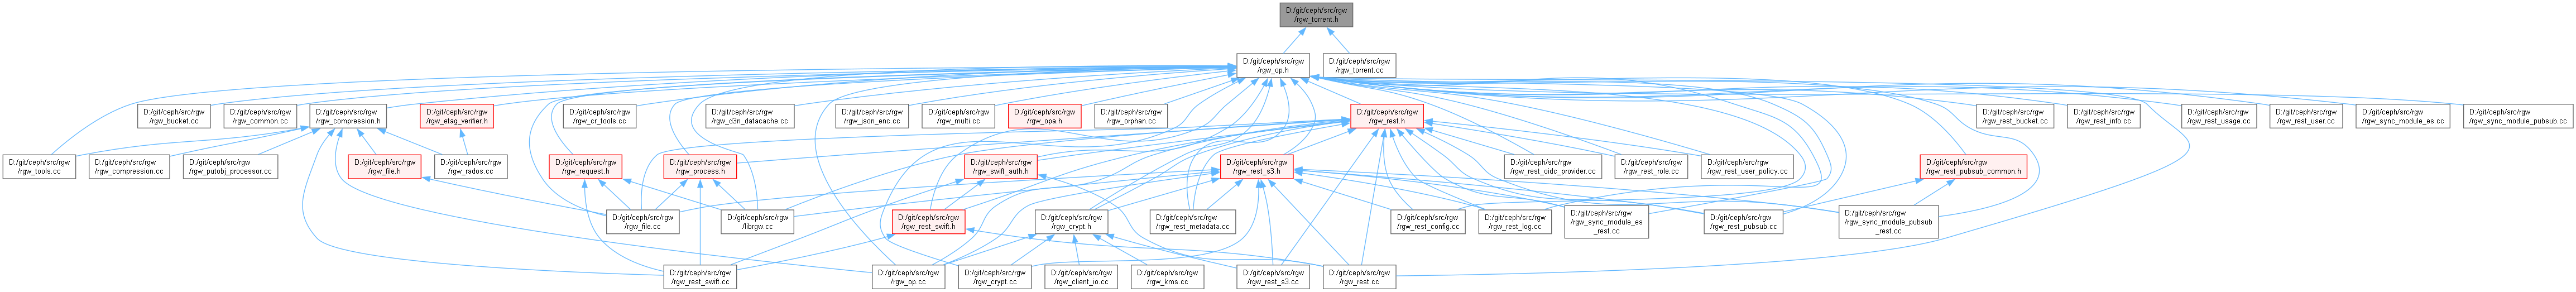 D:/git/ceph/src/rgw
/rgw_torrent.h
D:/git/ceph/src/rgw
/rgw_op.h
D:/git/ceph/src/rgw
/rgw_torrent.cc
D:/git/ceph/src/rgw
/rgw_bucket.cc
D:/git/ceph/src/rgw
/rgw_common.cc
D:/git/ceph/src/rgw
/rgw_compression.h
D:/git/ceph/src/rgw
/rgw_etag_verifier.h
D:/git/ceph/src/rgw
/rgw_cr_tools.cc
D:/git/ceph/src/rgw
/rgw_d3n_datacache.cc
D:/git/ceph/src/rgw
/rgw_json_enc.cc
D:/git/ceph/src/rgw
/rgw_multi.cc
D:/git/ceph/src/rgw
/rgw_opa.h
D:/git/ceph/src/rgw
/rgw_orphan.cc
D:/git/ceph/src/rgw
/rgw_rest.h
D:/git/ceph/src/rgw
/rgw_rest_bucket.cc
D:/git/ceph/src/rgw
/rgw_rest_info.cc
D:/git/ceph/src/rgw
/rgw_rest_usage.cc
D:/git/ceph/src/rgw
/rgw_rest_user.cc
D:/git/ceph/src/rgw
/rgw_sync_module_es.cc
D:/git/ceph/src/rgw
/rgw_sync_module_pubsub.cc
D:/git/ceph/src/rgw
/rgw_tools.cc
D:/git/ceph/src/rgw
/rgw_compression.cc
D:/git/ceph/src/rgw
/rgw_putobj_processor.cc
D:/git/ceph/src/rgw
/rgw_file.h
D:/git/ceph/src/rgw
/rgw_rados.cc
D:/git/ceph/src/rgw
/rgw_request.h
D:/git/ceph/src/rgw
/rgw_process.h
D:/git/ceph/src/rgw
/rgw_swift_auth.h
D:/git/ceph/src/rgw
/rgw_rest_s3.h
D:/git/ceph/src/rgw
/rgw_rest_oidc_provider.cc
D:/git/ceph/src/rgw
/rgw_rest_role.cc
D:/git/ceph/src/rgw
/rgw_rest_user_policy.cc
D:/git/ceph/src/rgw
/rgw_rest_pubsub_common.h
D:/git/ceph/src/rgw
/rgw_file.cc
D:/git/ceph/src/rgw
/librgw.cc
D:/git/ceph/src/rgw
/rgw_rest_swift.h
D:/git/ceph/src/rgw
/rgw_crypt.h
D:/git/ceph/src/rgw
/rgw_rest_metadata.cc
D:/git/ceph/src/rgw
/rgw_rest_config.cc
D:/git/ceph/src/rgw
/rgw_rest_log.cc
D:/git/ceph/src/rgw
/rgw_sync_module_es
_rest.cc
D:/git/ceph/src/rgw
/rgw_rest_pubsub.cc
D:/git/ceph/src/rgw
/rgw_sync_module_pubsub
_rest.cc
D:/git/ceph/src/rgw
/rgw_rest_swift.cc
D:/git/ceph/src/rgw
/rgw_op.cc
D:/git/ceph/src/rgw
/rgw_crypt.cc
D:/git/ceph/src/rgw
/rgw_client_io.cc
D:/git/ceph/src/rgw
/rgw_kms.cc
D:/git/ceph/src/rgw
/rgw_rest_s3.cc
D:/git/ceph/src/rgw
/rgw_rest.cc